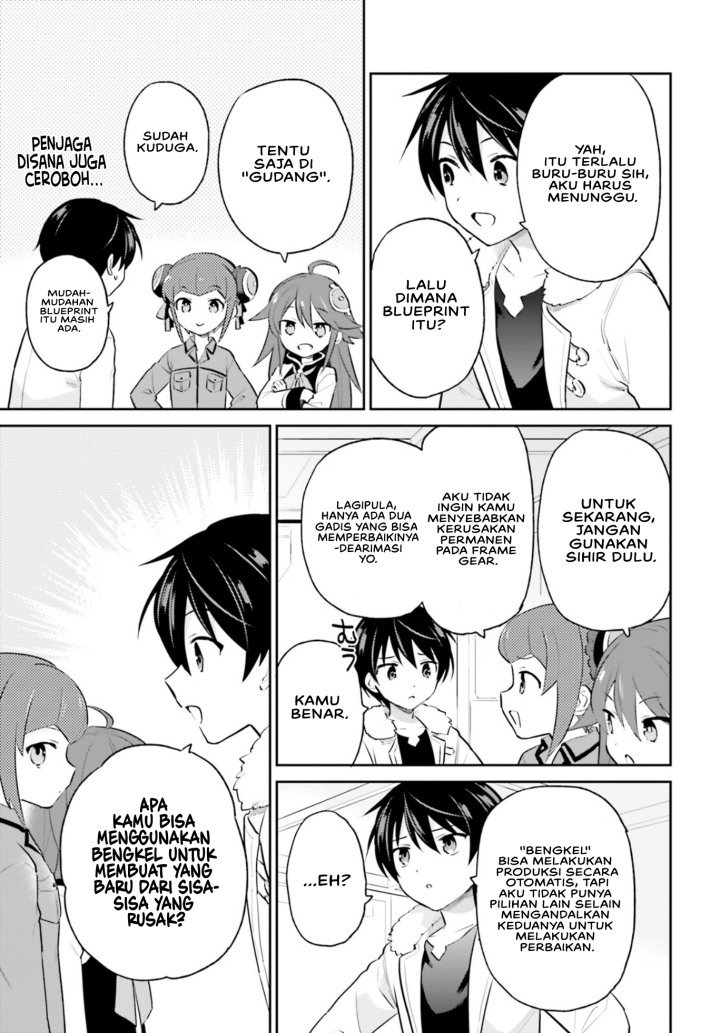 YAH,
ITU TERLALU
BURU-BURU SIH,
AKU HARUS
MENUNGGU.
LALU
DIMANA
BLUEPRINT
ITU?
TENTU
SAJA DI
"GUDANG".
SUDAH
KUDUGA.
PENJAGA
DISANA JUGA
CEROBOH...
MUDAH-
MUDAHAN
BLUEPRINT
ITU MASIH
ADA.
UNTUK
SEKARANG,
JANGAN
GUNAKAN
SIHIR DULU.
AKU TIDAK
INGIN KAMU
MENYEBABKAN
KERUSAKAN
PERMANEN
PADA FRAME
GEAR.
LAGIPULA,
HANYA ADA DUA
GADIS YANG BISA
MEMPERBAIKINYA
-DEARIMASI
YO.
むぅ
KAMU
BENAR.
"BENGKEL"
BISA MELAKUKAN
PRODUKSI SECARA
OTOMATIS, TAPI
AKU TIDAK PUNYA
PILIHAN LAIN SELAIN
MENGANDALKAN
KEDUANYA UNTUK
MELAKUKAN
PERBAIKAN.
...EH?
APA
KAMU BISA
MENGGUNAKAN
BENGKEL UNTUK
MEMBUAT YANG
BARU DARI SISA-
SISA YANG
RUSAK?